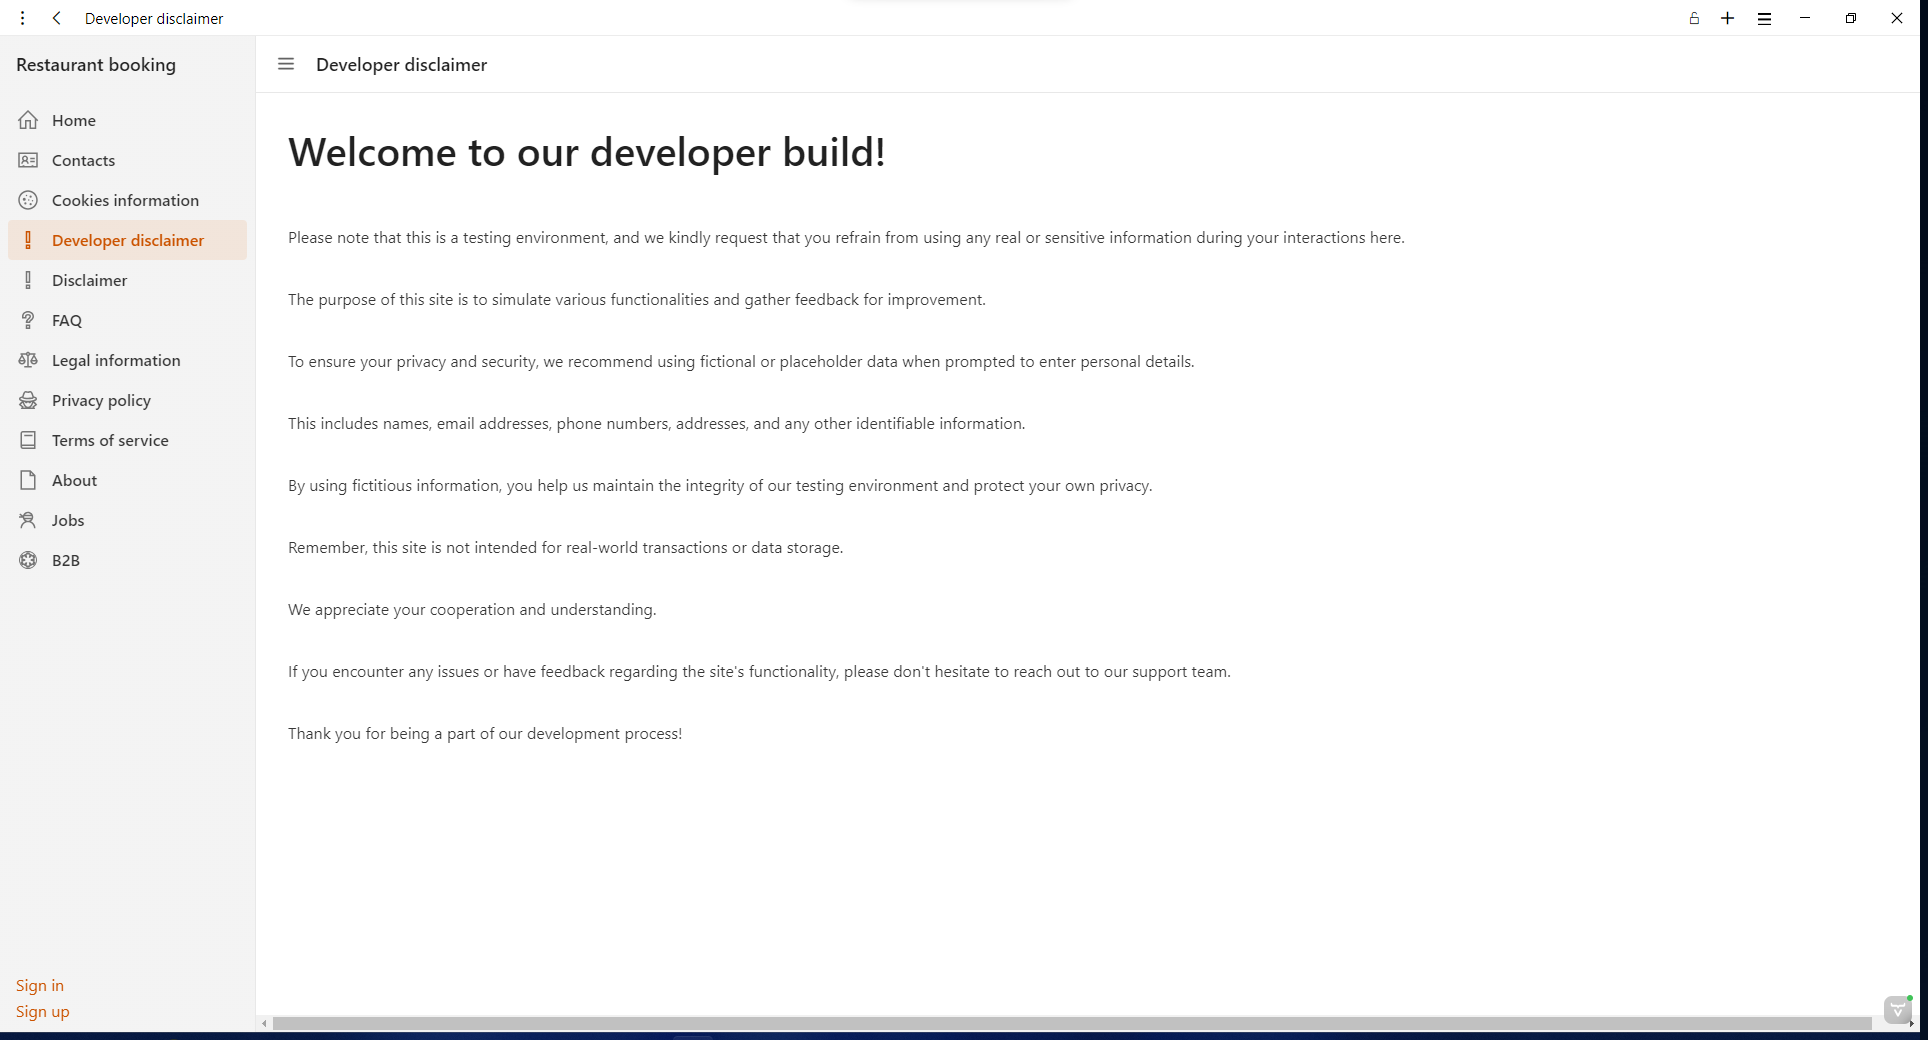 Developer disclaimer
Restaurant booking
Home
Contacts
Cookies information
Developer disclaimer
Disclaimer
FAQ
Legal information
Privacy policy
Terms of service
About
Jobs
B2B
Sign in
Sign up
Developer disclaimer
Welcome to our developer build!
Please note that this is a testing environment, and we kindly request that you refrain from using any real or sensitive information during your interactions here.
The purpose of this site is to simulate various functionalities and gather feedback for improvement.
To ensure your privacy and security, we recommend using fictional or placeholder data when prompted to enter personal details.
This includes names, email addresses, phone numbers, addresses, and any other identifiable information.
By using fictitious information, you help us maintain the integrity of our testing environment and protect your own privacy.
Remember, this site is not intended for real-world transactions or data storage.
We appreciate your cooperation and understanding.
If you encounter any issues or have feedback regarding the site's functionality, please don't hesitate to reach out to our support team.
Thank you for being a part of our development process!